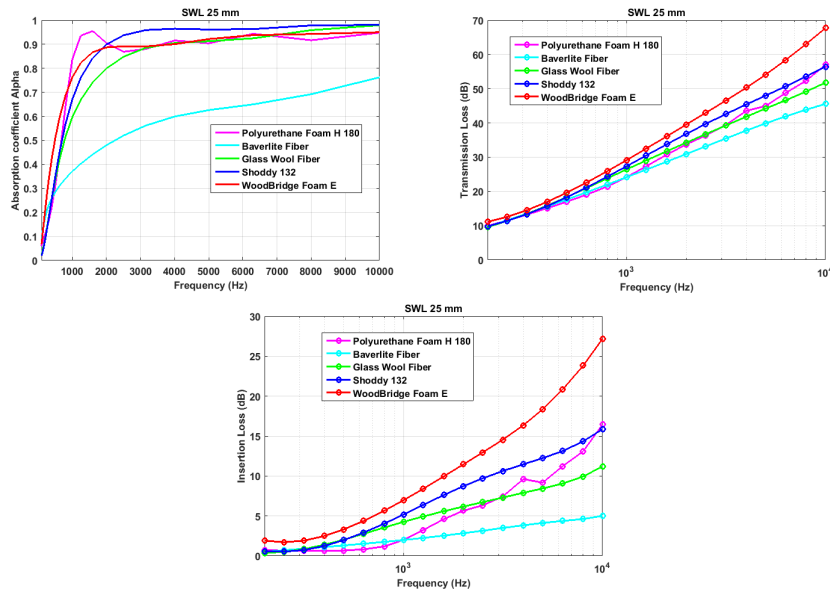 SWL 25 mm
Absorption coefficient Alpha
1
0.9
0.8
0.7
0.6
0.5
0.4
0.3
0.2
0.1
0
Polyurethane Foam H 180
Baverlite Fiber
Glass Wool Fiber
Shoddy 132
WoodBridge Foam E
1000 2000 3000 4000 5000 6000 7000 8000 9000 10000
Frequency (Hz)
SWL 25 mm
Transmission Loss (dB)
70
60
50
40
30
20
10
0
Polyurethane Foam H 180
Baverlite Fiber
Glass Wool Fiber
Shoddy 132
WoodBridge Foam E
10³
Frequency (Hz)
SWL 25 mm
Insertion Loss (dB)
30
25
20
15
10
5
0
Polyurethane Foam H 180
Baverlite Fiber
Glass Wool Fiber
Shoddy 132
WoodBridge Foam E
10³ 10⁴
Frequency (Hz)